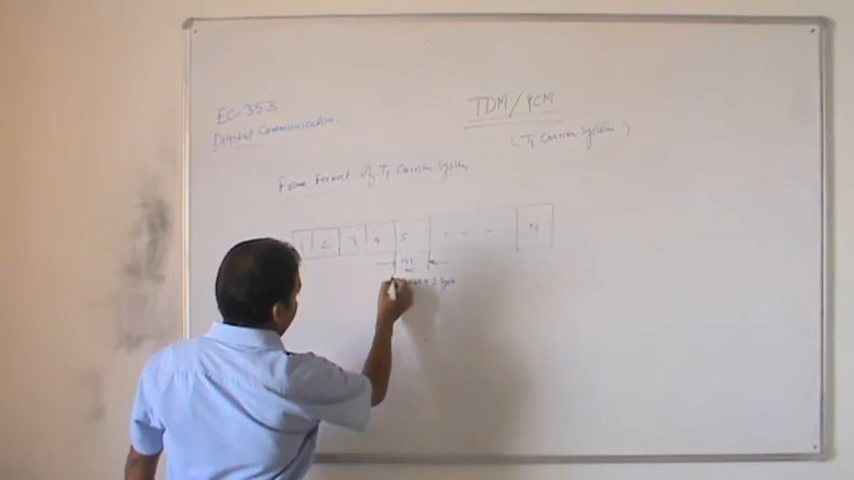 EC-353
Digital Communication.
TDM/PCM
(T1 Carrier System)
Frame Format of T1 Carrier System
1 2 3 4 5 - - - N
193